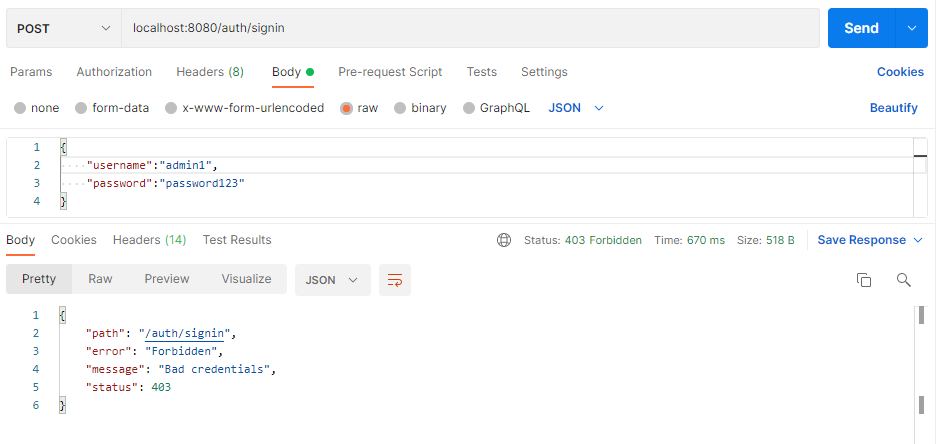 POST localhost:8080/auth/signin Send
Params Authorization Headers (8) Body Pre-request Script Tests Settings Cookies
none form-data x-www-form-urlencoded raw binary GraphQL JSON Beautify
1 {
2 ····"username":"admin1",
3 ····"password":"password123"
4 }
Body Cookies Headers (14) Test Results Status: 403 Forbidden Time: 670 ms Size: 518 B Save Response
Pretty Raw Preview Visualize JSON
1 {
2 "path": "/auth/signin",
3 "error": "Forbidden",
4 "message": "Bad credentials",
5 "status": 403
6 }